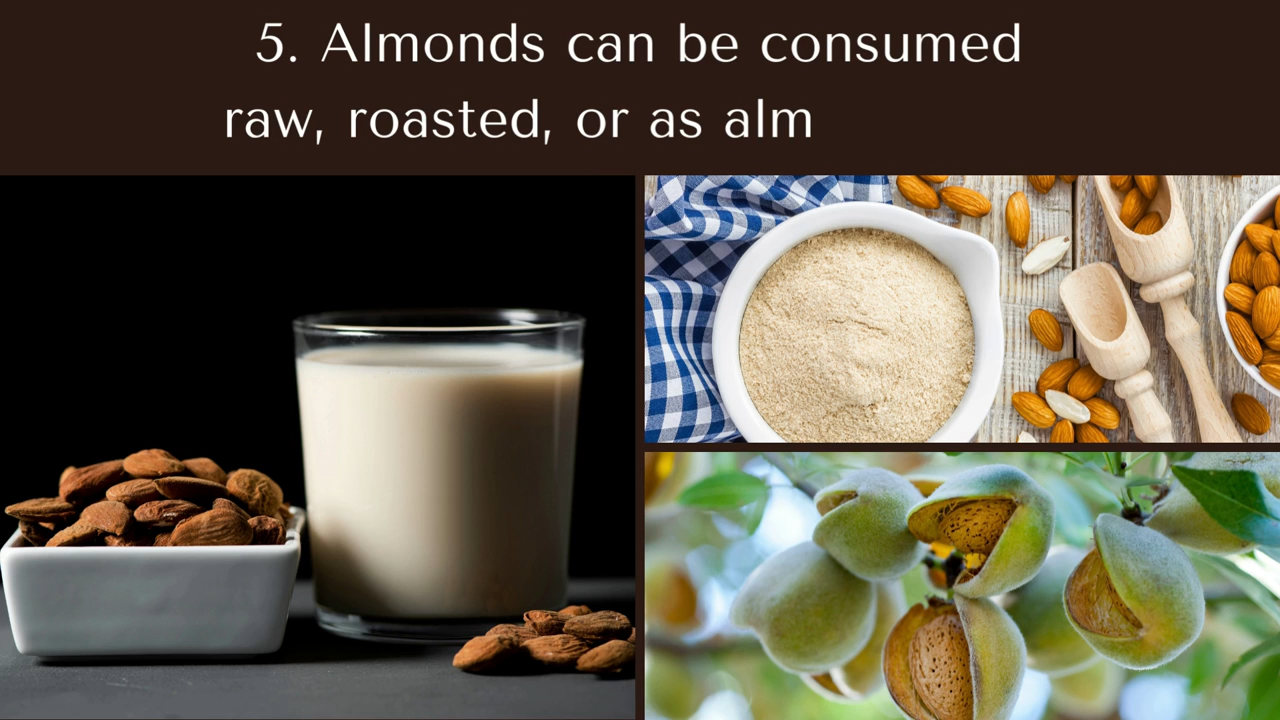 5. Almonds can be consumed
raw, roasted, or as alm